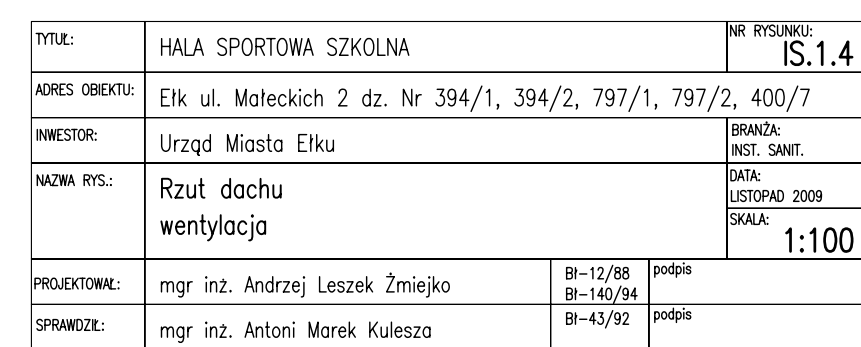 TYTUŁ:
HALA SPORTOWA SZKOLNA
NR RYSUNKU:
IS.1.4
ADRES OBIEKTU:
Ełk ul. Małeckich 2 dz. Nr 394/1, 394/2, 797/1, 797/2, 400/7
INWESTOR:
Urząd Miasta Ełku
BRANŻA:
INST. SANIT.
NAZWA RYS.:
Rzut dachu
wentylacja
DATA:
LISTOPAD 2009
SKALA:
1:100
PROJEKTOWAŁ:
mgr inż. Andrzej Leszek Żmiejko
Bł-12/88
Bł-140/94
podpis
SPRAWDZIŁ:
mgr inż. Antoni Marek Kulesza
Bł-43/92
podpis